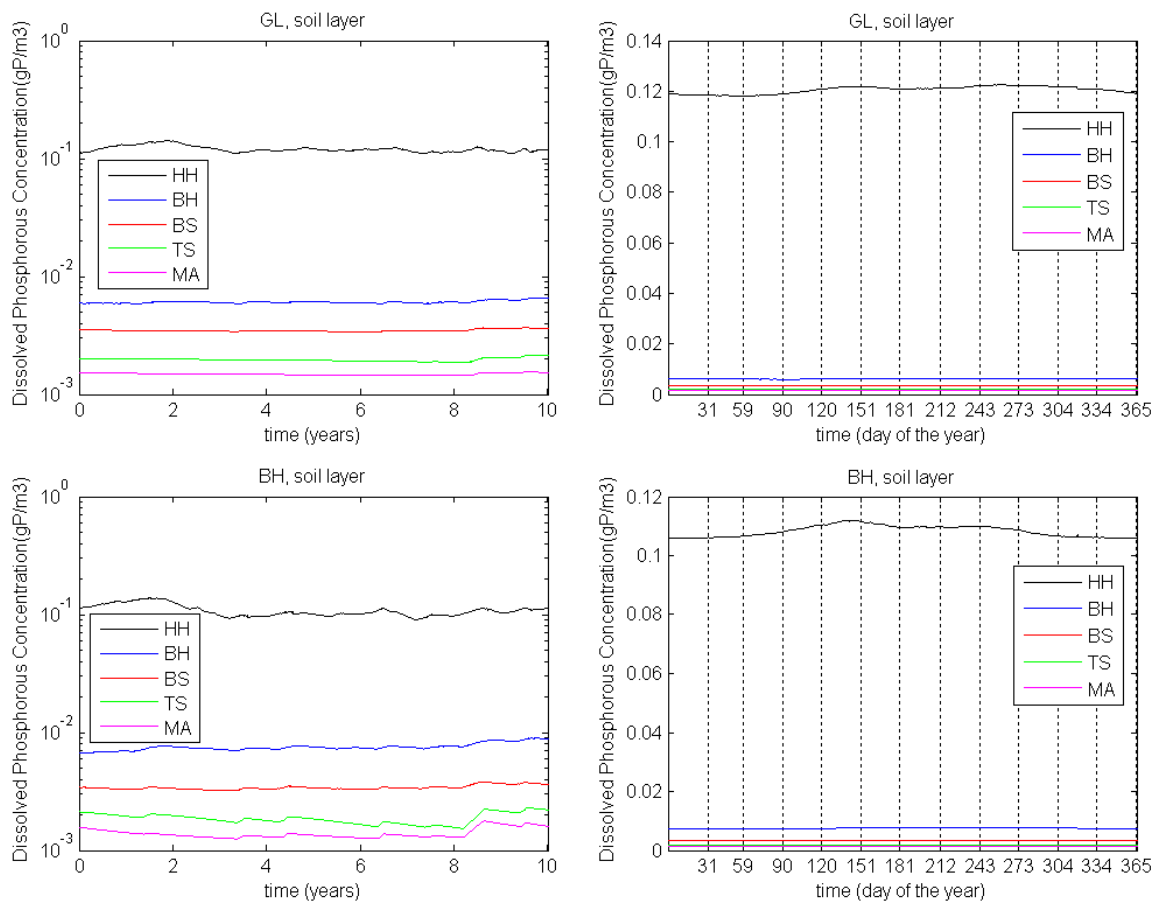 GL, soil layer
Dissolved Phosphorous Concentration(gP/m3)
10^0
10^-1
10^-2
10^-3
HH
BH
BS
TS
MA
0 2 4 6 8 10
time (years)
GL, soil layer
Dissolved Phosphorous Concentration(gP/m3)
0.14
0.12
0.1
0.08
0.06
0.04
0.02
0
HH
BH
BS
TS
MA
31 59 90 120 151 181 212 243 273 304 334 365
time (day of the year)
BH, soil layer
Dissolved Phosphorous Concentration(gP/m3)
10^0
10^-1
10^-2
10^-3
HH
BH
BS
TS
MA
0 2 4 6 8 10
time (years)
BH, soil layer
Dissolved Phosphorous Concentration(gP/m3)
0.12
0.1
0.08
0.06
0.04
0.02
0
HH
BH
BS
TS
MA
31 59 90 120 151 181 212 243 273 304 334 365
time (day of the year)